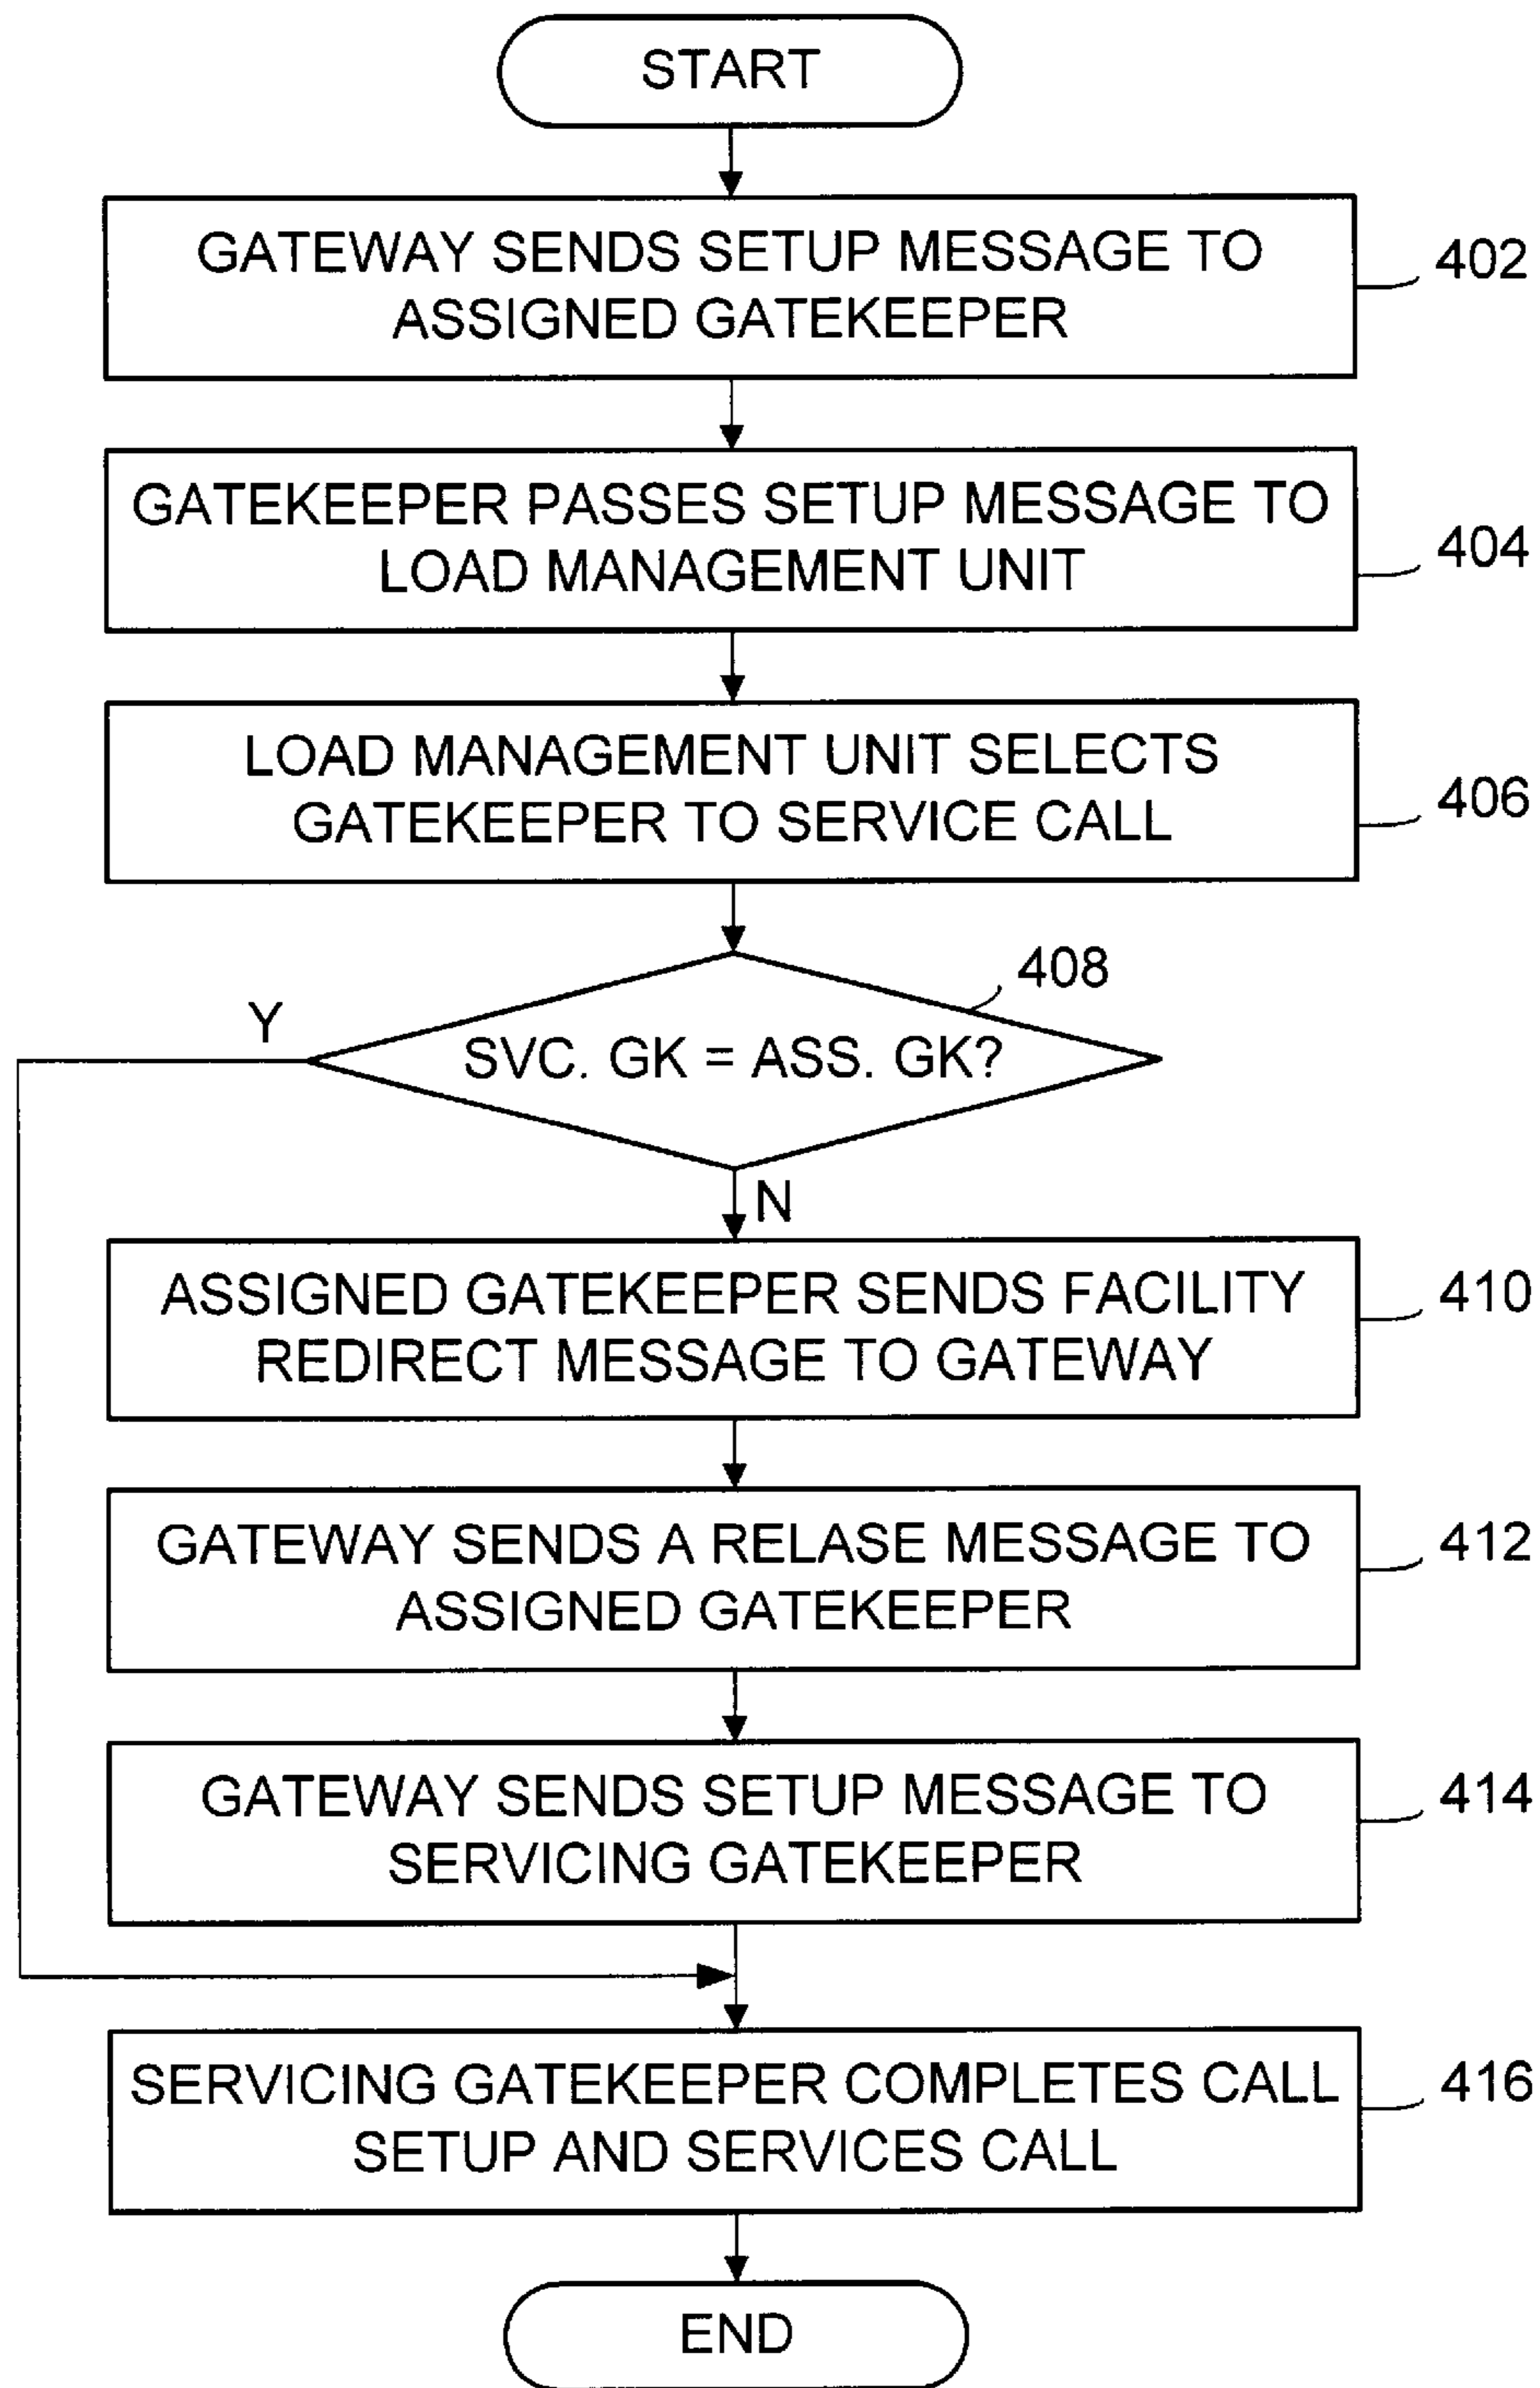 START
GATEWAY SENDS SETUP MESSAGE TO
ASSIGNED GATEKEEPER
402
GATEKEEPER PASSES SETUP MESSAGE TO
LOAD MANAGEMENT UNIT
404
LOAD MANAGEMENT UNIT SELECTS
GATEKEEPER TO SERVICE CALL
406
408
Y
SVC. GK = ASS. GK?
N
ASSIGNED GATEKEEPER SENDS FACILITY
REDIRECT MESSAGE TO GATEWAY
410
GATEWAY SENDS A RELASE MESSAGE TO
ASSIGNED GATEKEEPER
412
GATEWAY SENDS SETUP MESSAGE TO
SERVICING GATEKEEPER
414
SERVICING GATEKEEPER COMPLETES CALL
SETUP AND SERVICES CALL
416
END